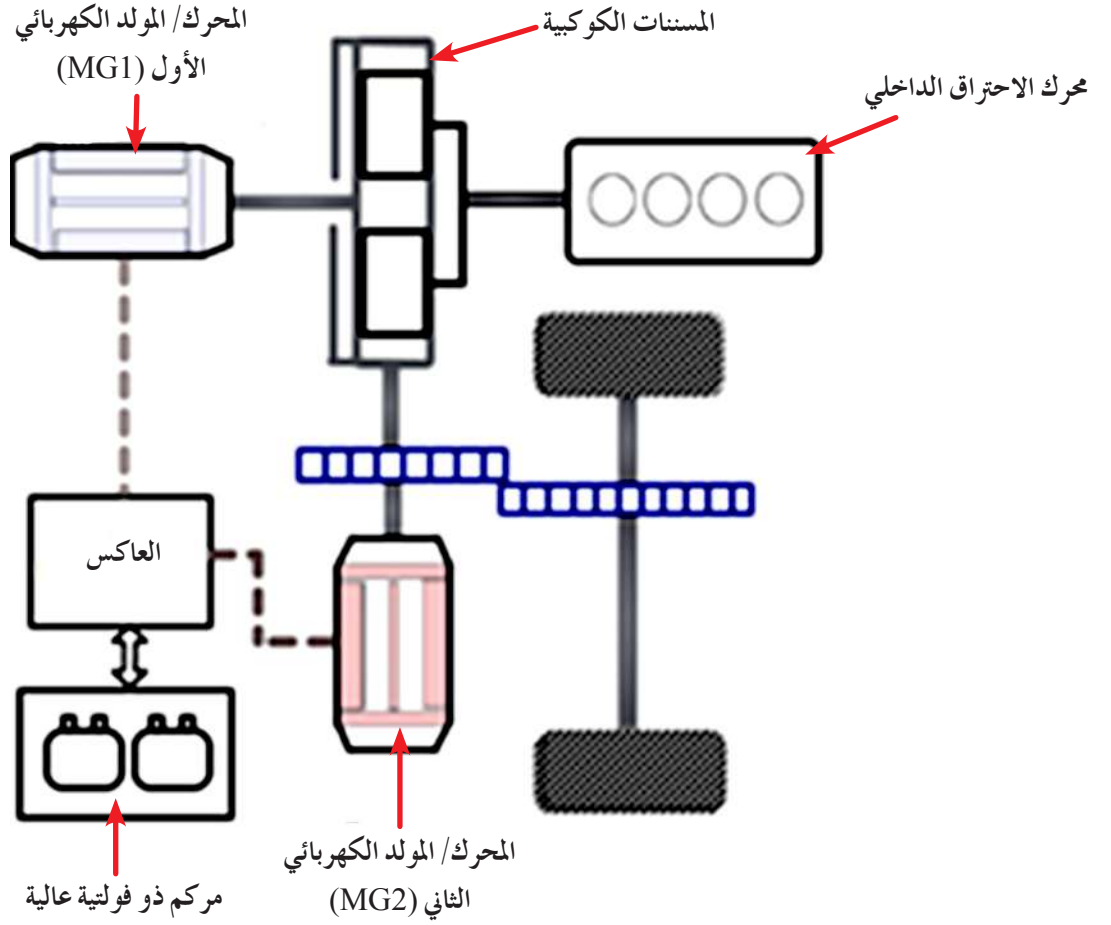 المحرك/ المولد الكهربائي
الأول (MG1)
المسننات الكوكبية
محرك الاحتراق الداخلي
العاكس
المحرك/ المولد الكهربائي
الثاني (MG2)
مركم ذو فولتية عالية